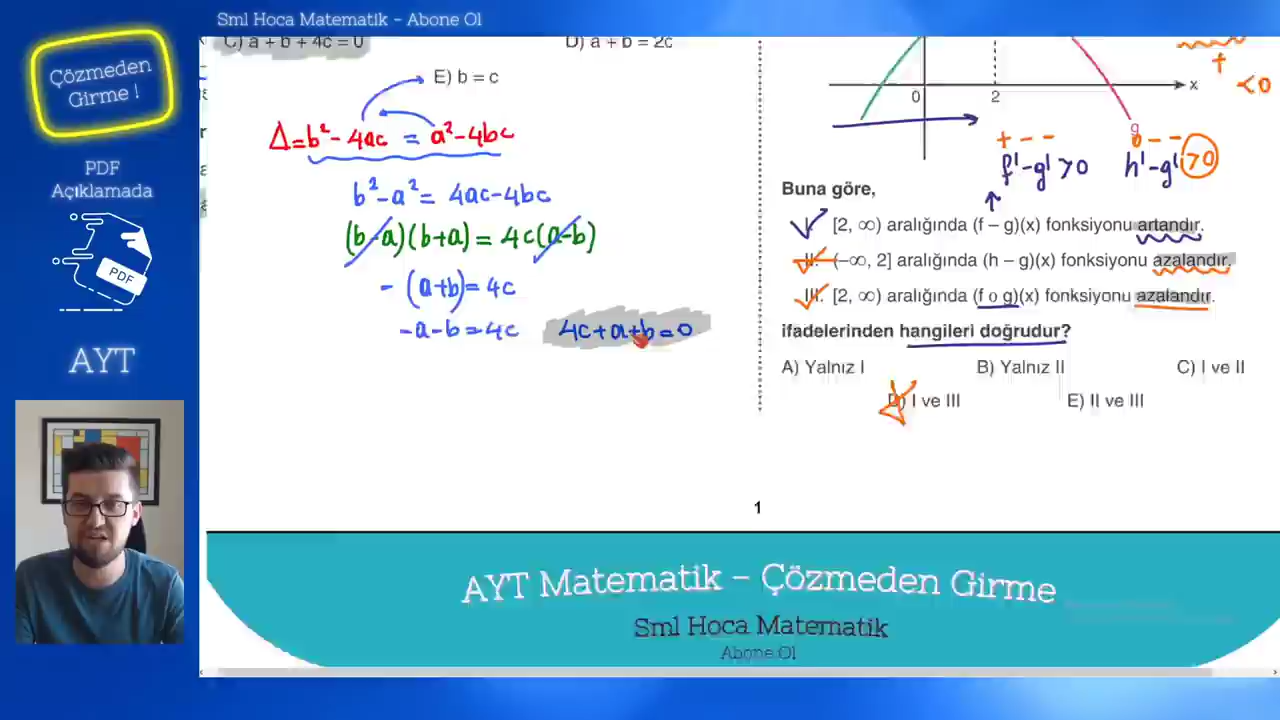 Sml Hoca Matematik - Abone Ol
Çözmeden
Girme !
PDF
Açıklamada
PDF
AYT
C) a + b + 4c = 0
D) a + b = 2c
E) b = c
Δ=b²-4ac = a²-4bc
b²-a² = 4ac-4bc
(b-a)(b+a) = 4c(a-b)
-(a+b)=4c
-a-b=4c
4c+a+b=0
0
2
x
g
+
<0
+ - -
f'-g'>0
- -
h'-g' >0
Buna göre,
I. [2, ∞) aralığında (f – g)(x) fonksiyonu artandır.
II. (-∞, 2] aralığında (h – g)(x) fonksiyonu azalandır.
III. [2, ∞) aralığında (f o g)(x) fonksiyonu azalandır.
ifadelerinden hangileri doğrudur?
A) Yalnız I
B) Yalnız II
C) I ve II
D) I ve III
E) II ve III
1
AYT Matematik - Çözmeden Girme
Sml Hoca Matematik
Abone Ol